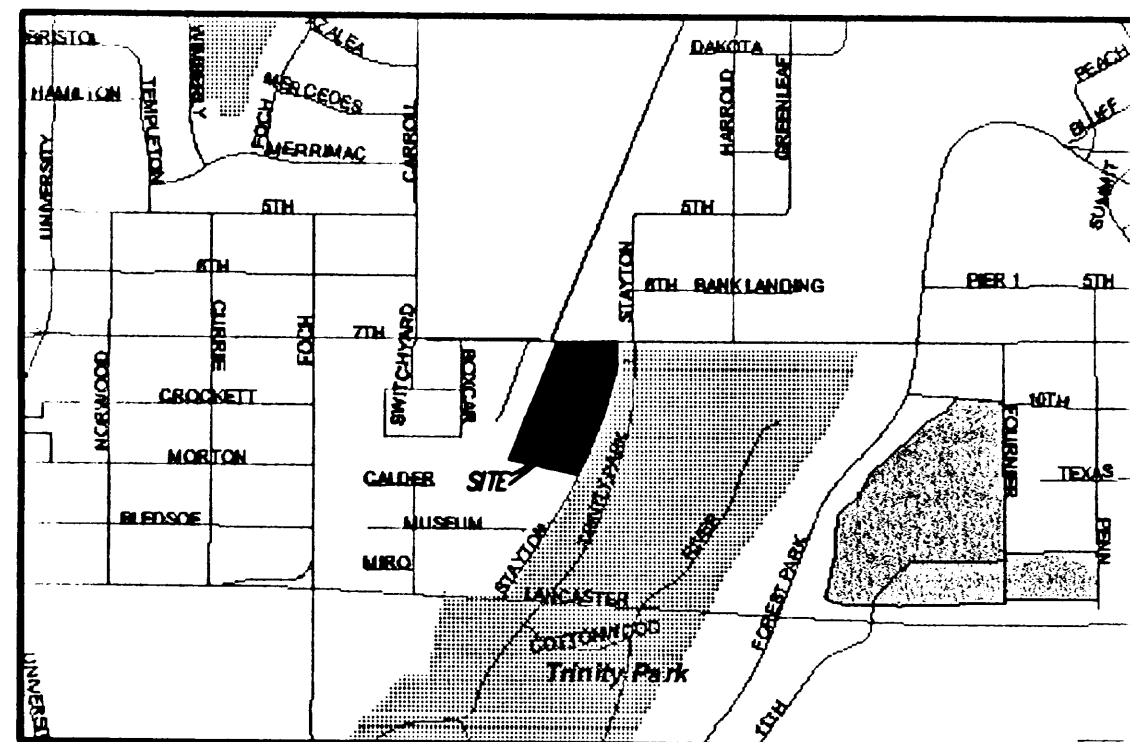 BRISTOL
WIMBERLY
AZALEA
DAKOTA
PEACH
HAMILTON
TEMPLETON
MERCEDES
FOCH
CARROLL
HARROLD
GREENLEAF
BLUFF
UNIVERSITY
MERRIMAC
SUMMIT
5TH
5TH
6TH
STAYTON
6TH
BANK LANDING
PIER 1
5TH
CURRIE
FOCH
7TH
SWITCHYARD
BOXCAR
NORWOOD
CROCKETT
10TH
FOURNIER
MORTON
CALDER
SITE
TRINITY PARK
TEXAS
BLEDSOE
MUSEUM
RIVER
PENN
MIRO
STAYTON
LANCASTER
FOREST PARK
COTTONWOOD
Trinity Park
UNIVERS
11TH